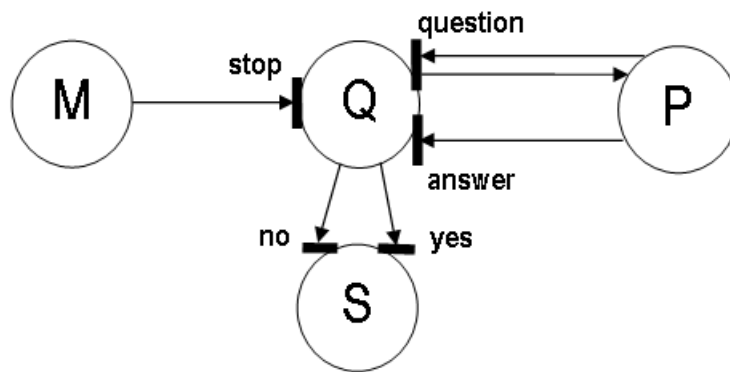 question
stop
M
Q
P
answer
no
yes
S